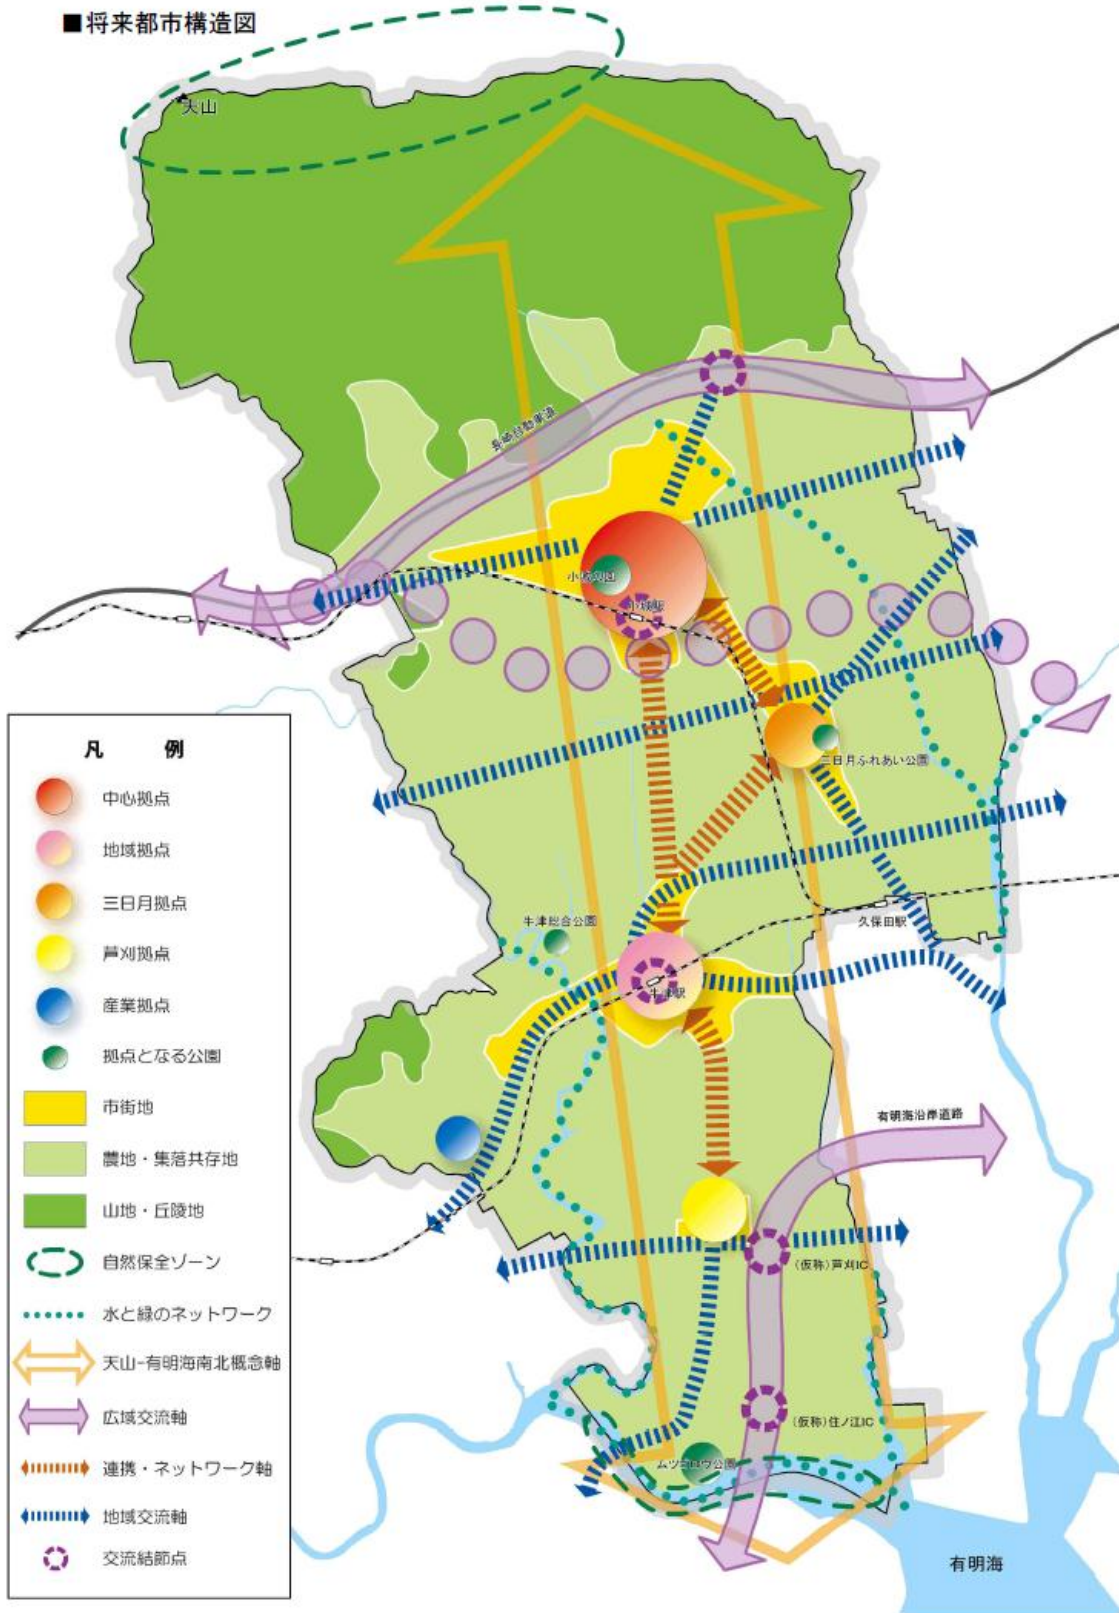 ■将来都市構造図
天山
長崎自動車道
小城公園
小城駅
三日月ふれあい公園
牛津総合公園
久保田駅
牛津駅
有明海沿岸道路
(仮称)芦刈IC
(仮称)住ノ江IC
ムツゴロウ公園
有明海
凡 例
中心拠点
地域拠点
三日月拠点
芦刈拠点
産業拠点
拠点となる公園
市街地
農地・集落共存地
山地・丘陵地
自然保全ゾーン
水と緑のネットワーク
天山-有明海南北概念軸
広域交流軸
連携・ネットワーク軸
地域交流軸
交流結節点